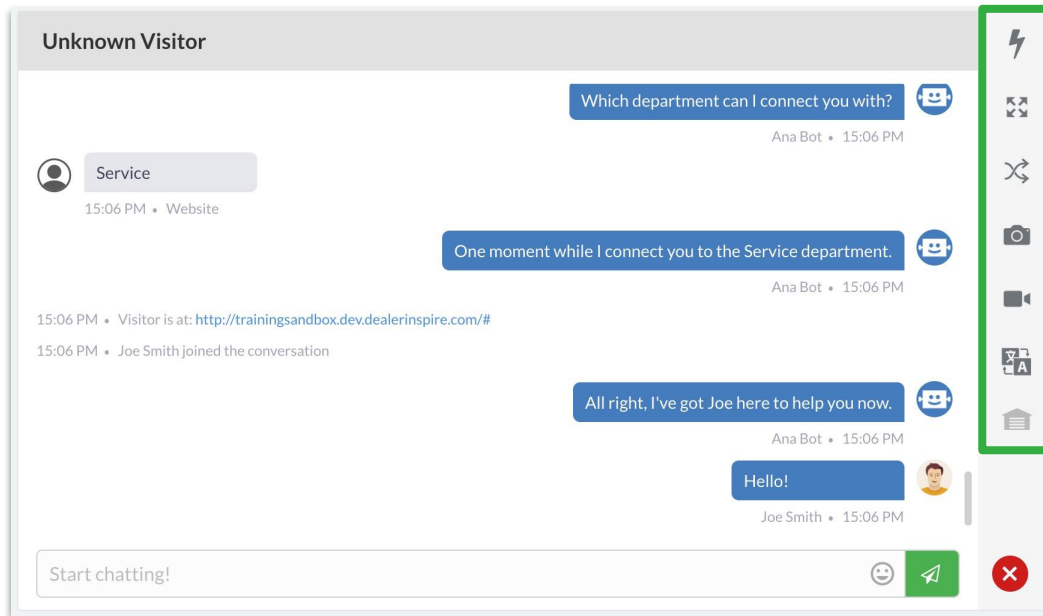 Unknown Visitor
Which department can I connect you with?
Ana Bot • 15:06 PM
Service
15:06 PM • Website
One moment while I connect you to the Service department.
Ana Bot • 15:06 PM
15:06 PM • Visitor is at: http://trainingsandbox.dev.dealerinspire.com/#
15:06 PM • Joe Smith joined the conversation
All right, I've got Joe here to help you now.
Ana Bot • 15:06 PM
Hello!
Joe Smith • 15:06 PM
Start chatting!
文
A